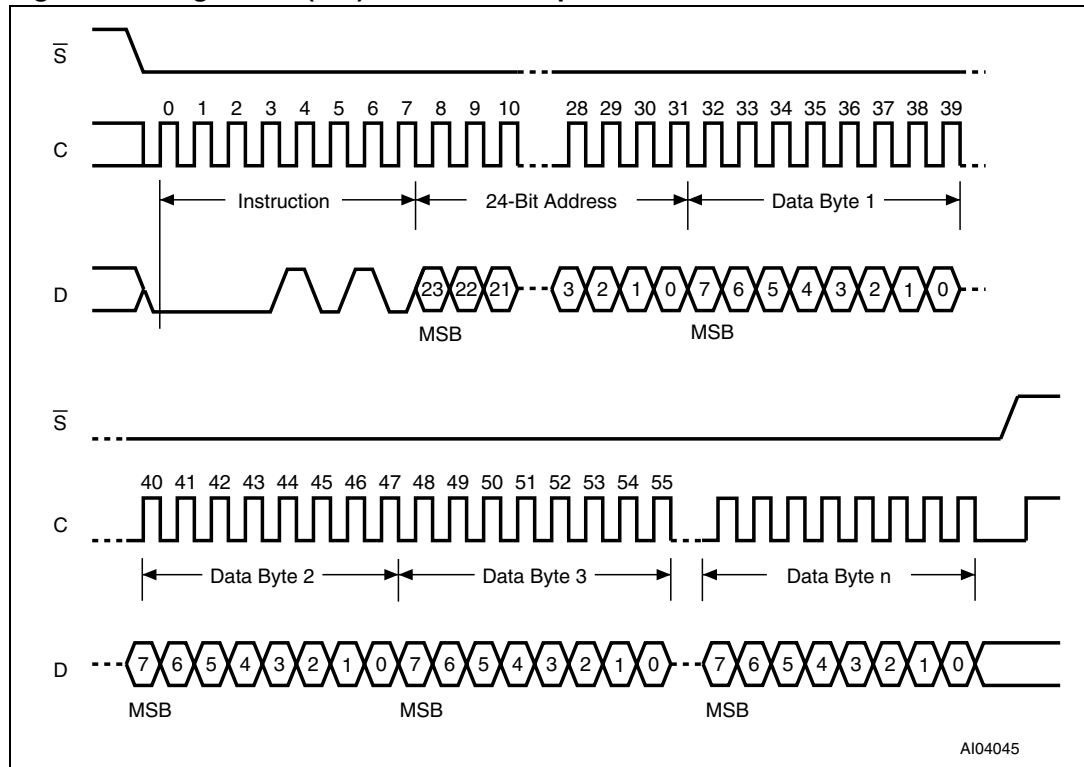 S
0 1 2 3 4 5 6 7 8 9 10 28 29 30 31 32 33 34 35 36 37 38 39
C
Instruction 24-Bit Address Data Byte 1
D 23 22 21 3 2 1 0 7 6 5 4 3 2 1 0
MSB MSB
S
40 41 42 43 44 45 46 47 48 49 50 51 52 53 54 55
C
Data Byte 2 Data Byte 3 Data Byte n
D 7 6 5 4 3 2 1 0 7 6 5 4 3 2 1 0 7 6 5 4 3 2 1 0
MSB MSB MSB
AI04045